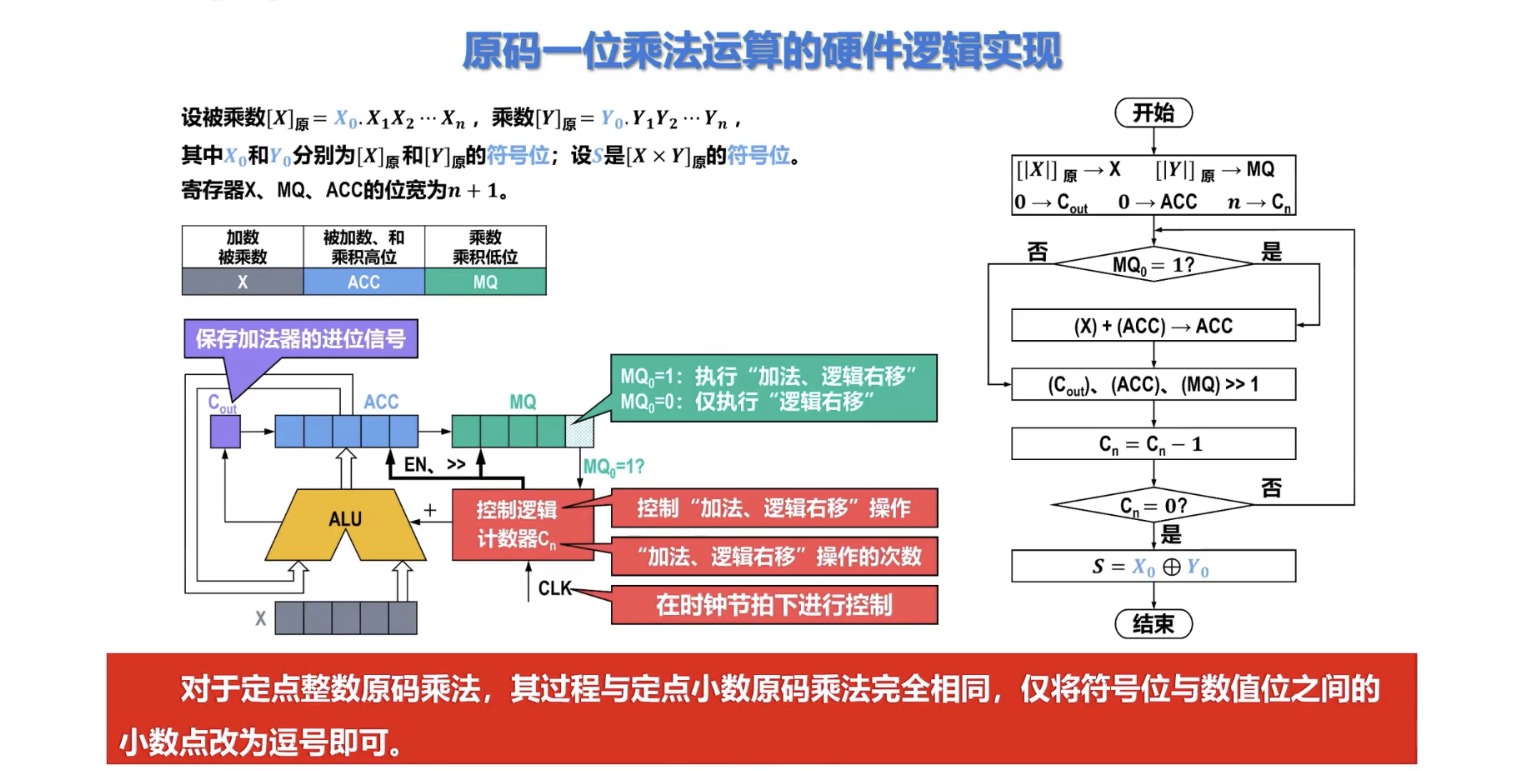 原码一位乘法运算的硬件逻辑实现
设被乘数[X]原 = X₀.X₁X₂⋯Xₙ，乘数[Y]原 = Y₀.Y₁Y₂⋯Yₙ，
其中X₀和Y₀分别为[X]原和[Y]原的符号位；设S是[X × Y]原的符号位。
寄存器X、MQ、ACC的位宽为n + 1。
加数 被加数、和 乘数
被乘数 乘积高位 乘积低位
X ACC MQ
保存加法器的进位信号
Cout ACC MQ
MQ₀=1：执行“加法、逻辑右移”
MQ₀=0：仅执行“逻辑右移”
EN、>>
MQ₀=1?
ALU
+
控制逻辑
计数器Cₙ
控制“加法、逻辑右移”操作
“加法、逻辑右移”操作的次数
CLK
在时钟节拍下进行控制
X
开始
[|X|]原 → X [|Y|]原 → MQ
0 → Cout 0 → ACC n → Cₙ
否 MQ₀ = 1? 是
(X) + (ACC) → ACC
(Cout)、(ACC)、(MQ) >> 1
Cₙ = Cₙ − 1
Cₙ = 0? 否
是
S = X₀ ⊕ Y₀
结束
对于定点整数原码乘法，其过程与定点小数原码乘法完全相同，仅将符号位与数值位之间的
小数点改为逗号即可。